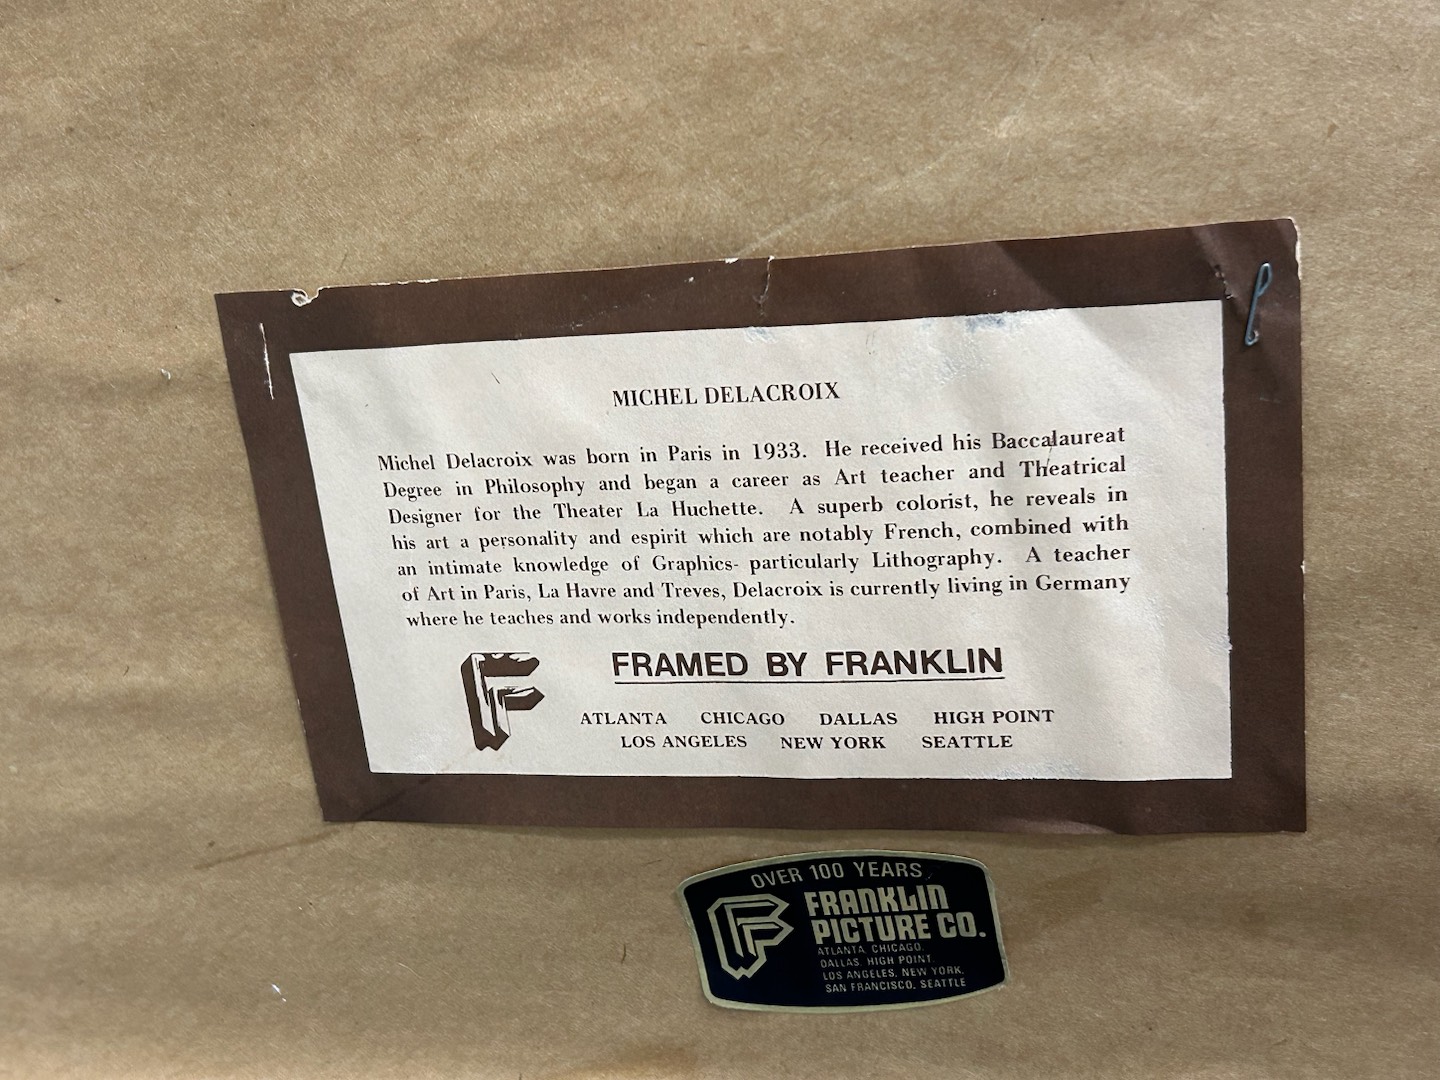 MICHEL DELACROIX
Michel Delacroix was born in Paris in 1933. He received his Baccalaureat
Degree in Philosophy and began a career as Art teacher and Theatrical
Designer for the Theater La Huchette. A superb colorist, he reveals in
his art a personality and espirit which are notably French, combined with
an intimate knowledge of Graphics- particularly Lithography. A teacher
of Art in Paris, La Havre and Treves, Delacroix is currently living in Germany
where he teaches and works independently.
F
FRAMED BY FRANKLIN
ATLANTA CHICAGO DALLAS HIGH POINT
LOS ANGELES NEW YORK SEATTLE
OVER 100 YEARS
F
FRANKLIN
PICTURE CO.
ATLANTA, CHICAGO,
DALLAS, HIGH POINT,
LOS ANGELES, NEW YORK,
SAN FRANCISCO, SEATTLE